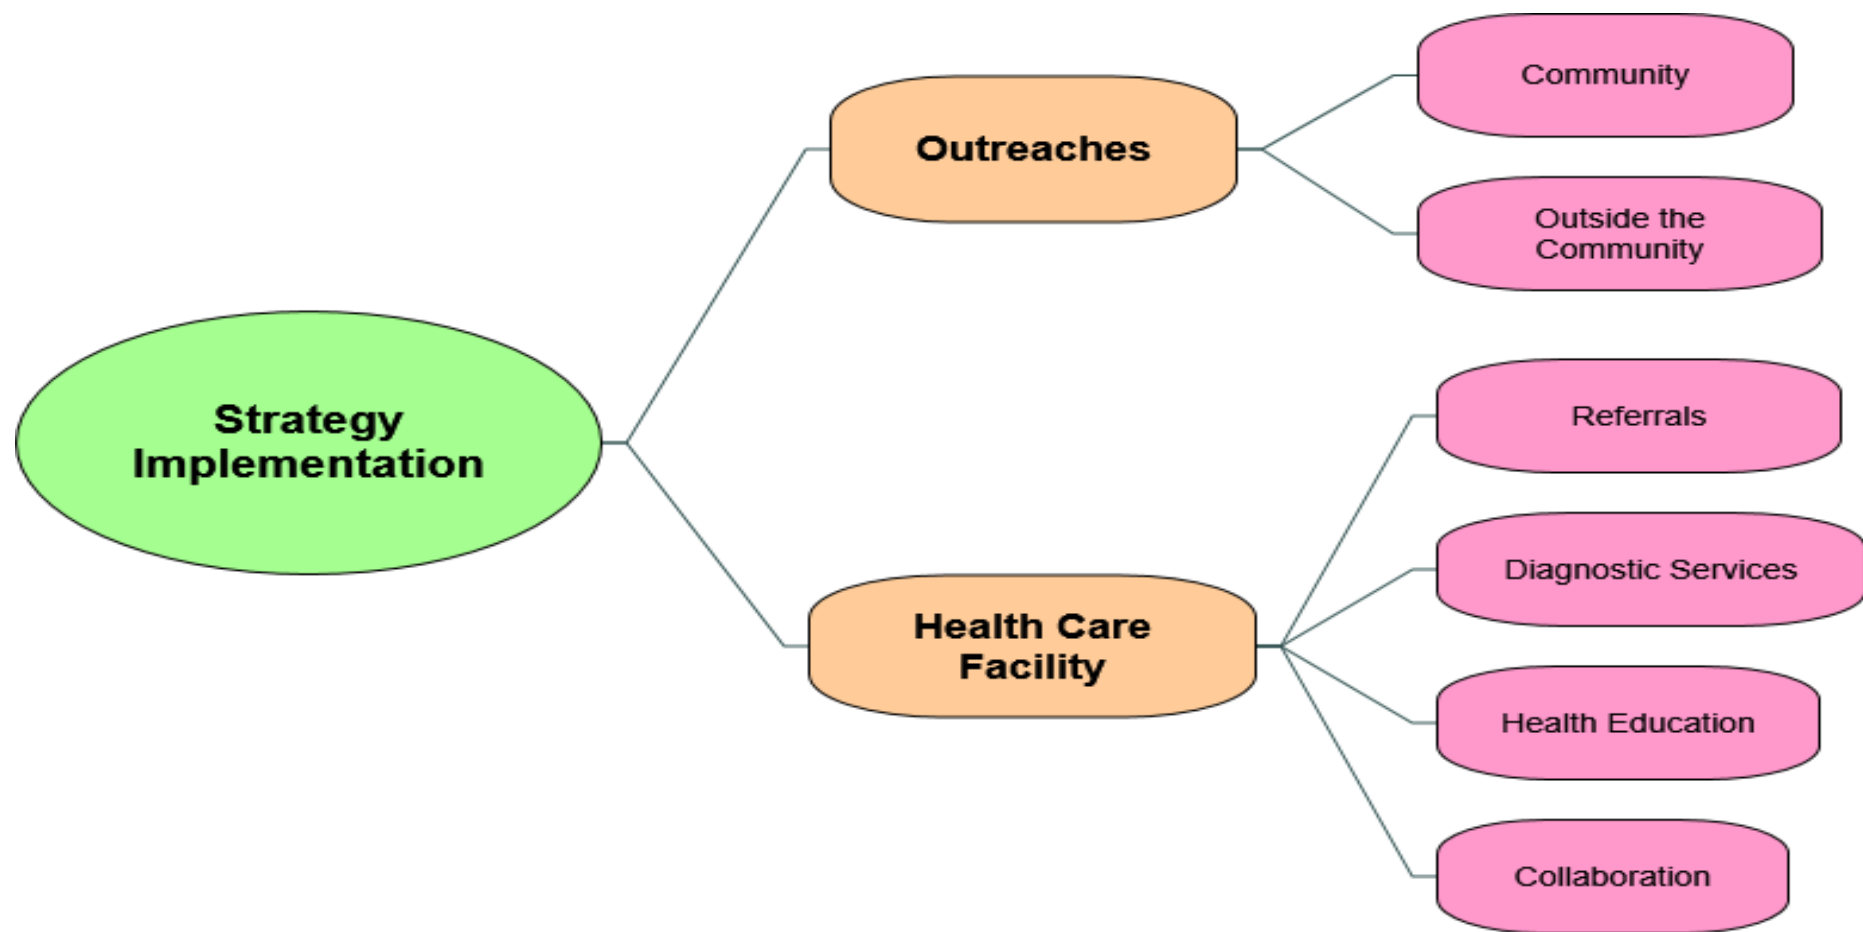 Strategy
Implementation
Outreaches
Community
Outside the
Community
Health Care
Facility
Referrals
Diagnostic Services
Health Education
Collaboration